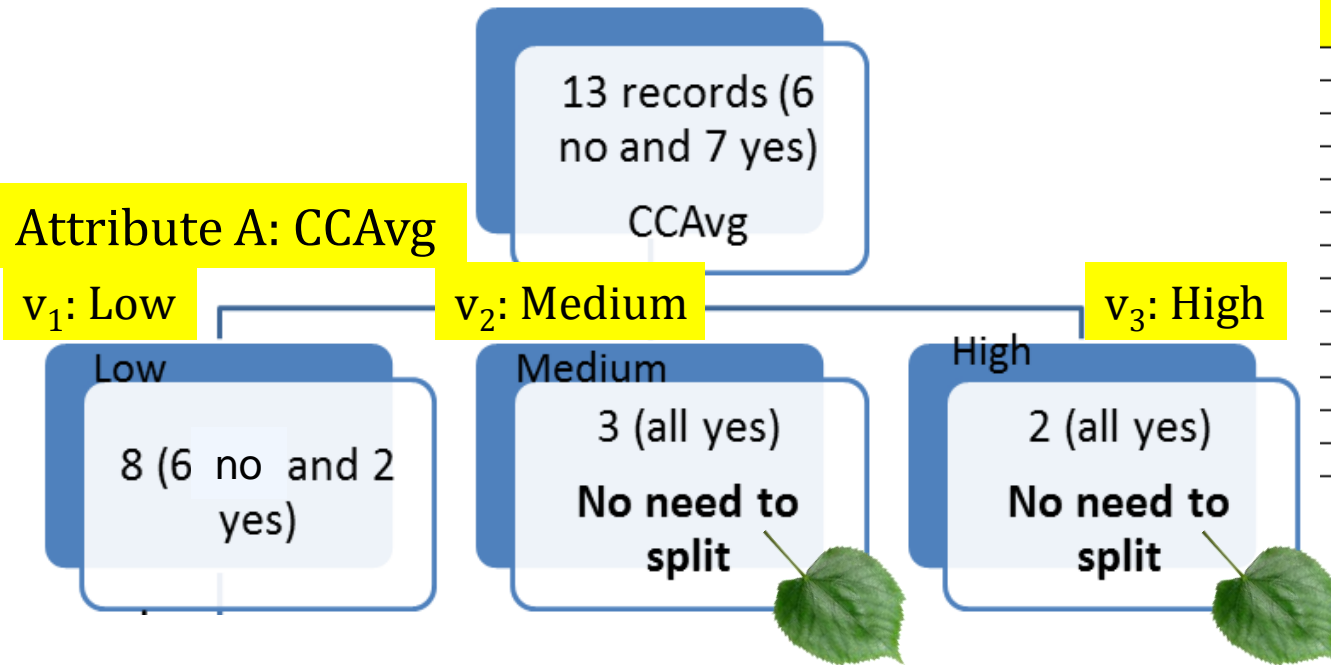 13 records (6
no and 7 yes)
CCAvg
Attribute A: CCAvg
v₁: Low
v₂: Medium
v₃: High
Low
8 (6 no and 2
yes)
Medium
3 (all yes)
No need to
split
High
2 (all yes)
No need to
split